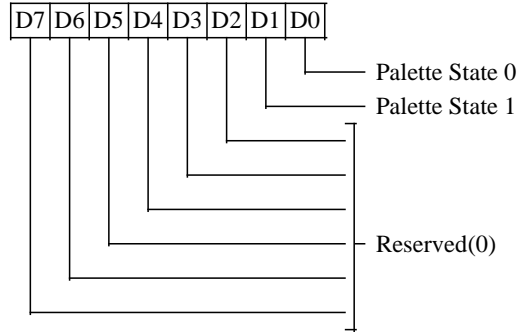 D7 D6 D5 D4 D3 D2 D1 D0
Palette State 0
Palette State 1
Reserved(0)